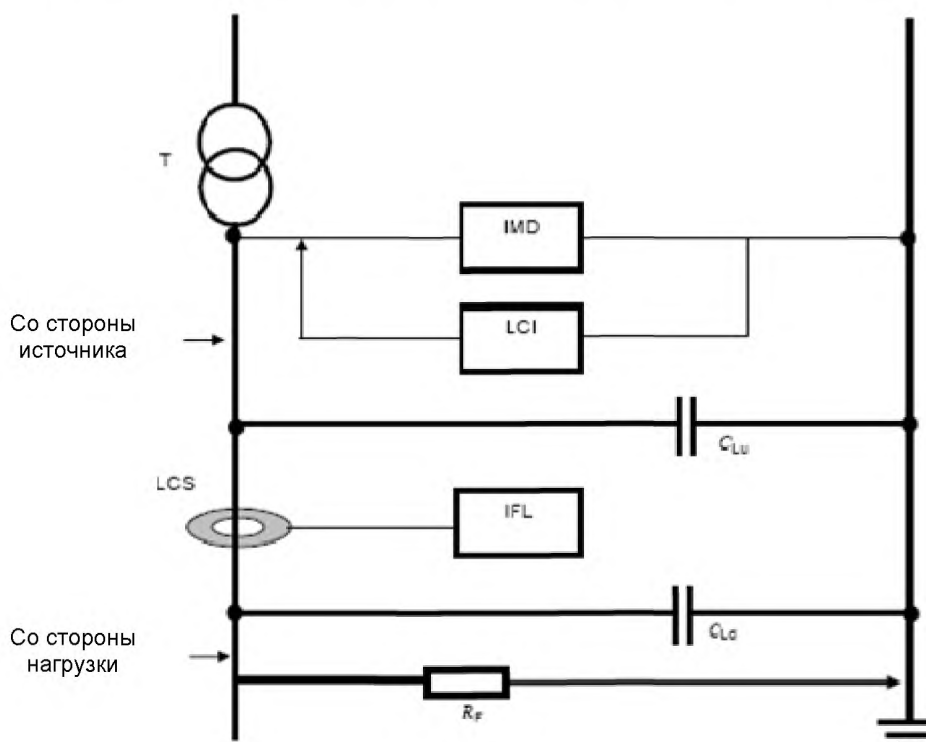 T
IMD
LCI
Со стороны
источника
C_Lu
LCS
IFL
C_Ld
Со стороны
нагрузки
R_F